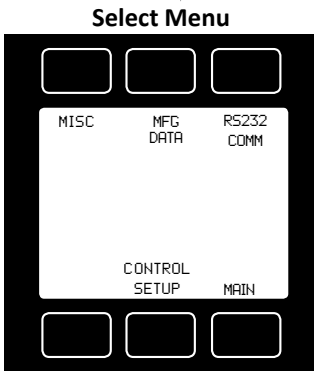 Select Menu
MISC MFG RS232
DATA COMM
CONTROL
SETUP MAIN